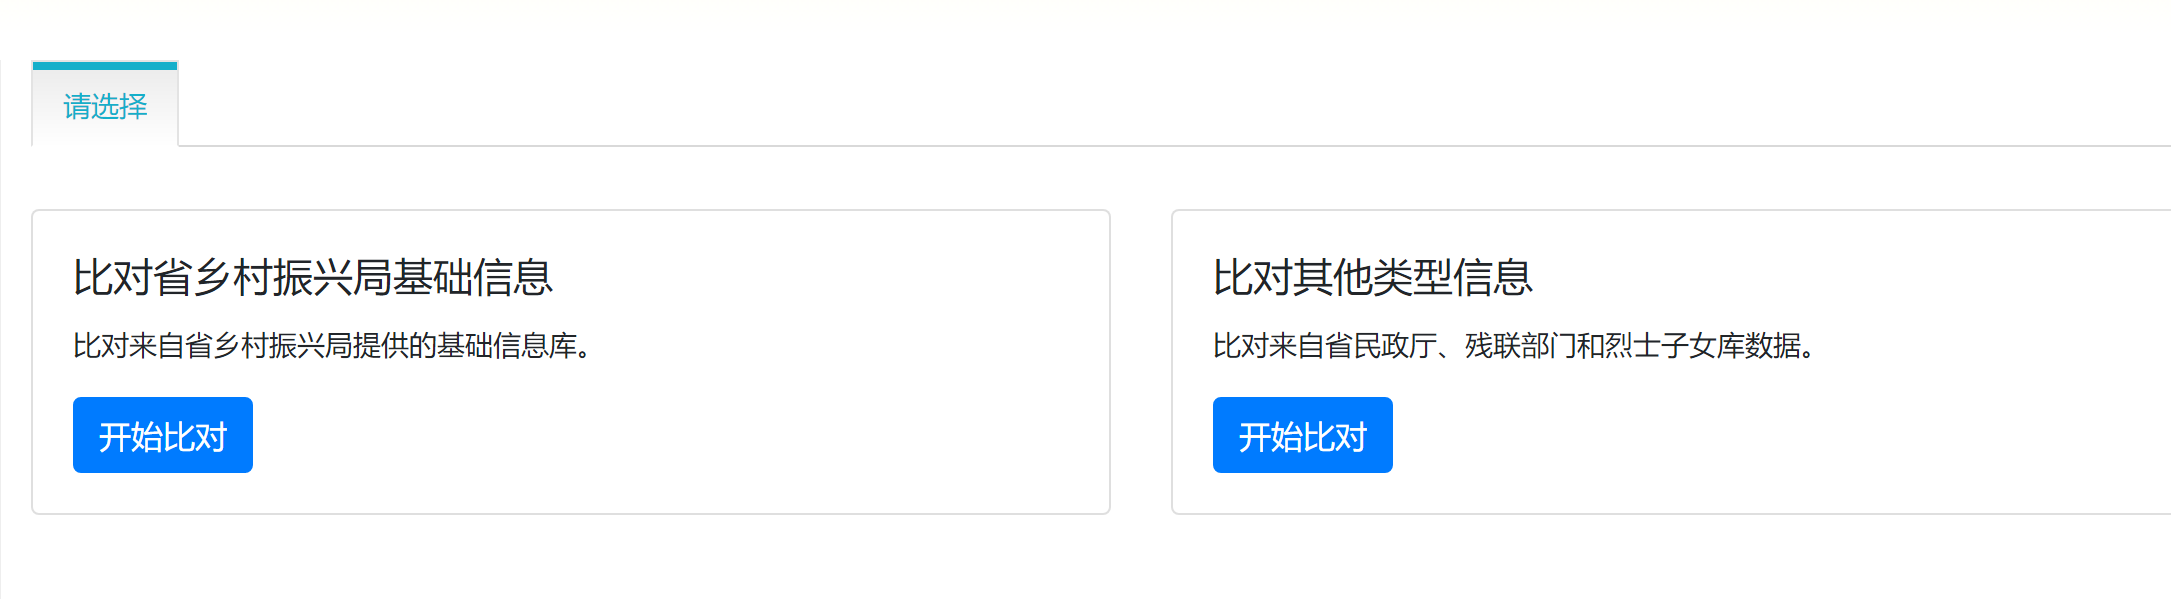 请选择
比对省乡村振兴局基础信息
比对来自省乡村振兴局提供的基础信息库。
开始比对
比对其他类型信息
比对来自省民政厅、残联部门和烈士子女库数据。
开始比对